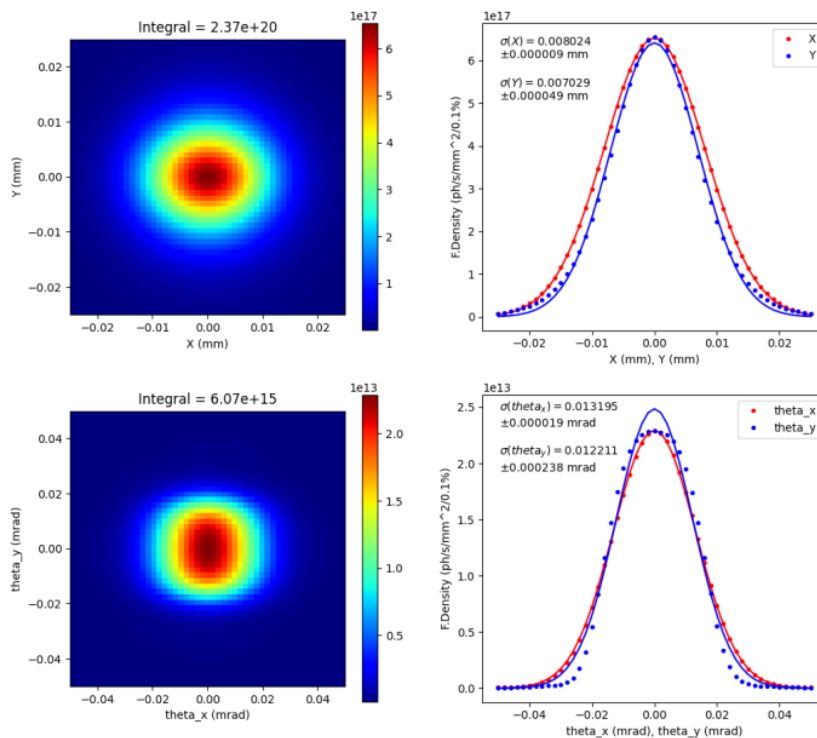 Integral = 2.37e+20
1e17
Y (mm)
0.02
0.01
0.00
−0.01
−0.02
−0.02 −0.01 0.00 0.01 0.02
X (mm)
6
5
4
3
2
1
1e17
F.Density (ph/s/mm^2/0.1%)
6
5
4
3
2
1
0
σ(X) = 0.008024
±0.000009 mm
σ(Y) = 0.007029
±0.000049 mm
X
Y
−0.02 −0.01 0.00 0.01 0.02
X (mm), Y (mm)
Integral = 6.07e+15
1e13
theta_y (mrad)
0.04
0.02
0.00
−0.02
−0.04
−0.04 −0.02 0.00 0.02 0.04
theta_x (mrad)
2.0
1.5
1.0
0.5
1e13
F.Density (ph/s/mm^2/0.1%)
2.5
2.0
1.5
1.0
0.5
0.0
σ(theta_x) = 0.013195
±0.000019 mrad
σ(theta_y) = 0.012211
±0.000238 mrad
theta_x
theta_y
−0.04 −0.02 0.00 0.02 0.04
theta_x (mrad), theta_y (mrad)